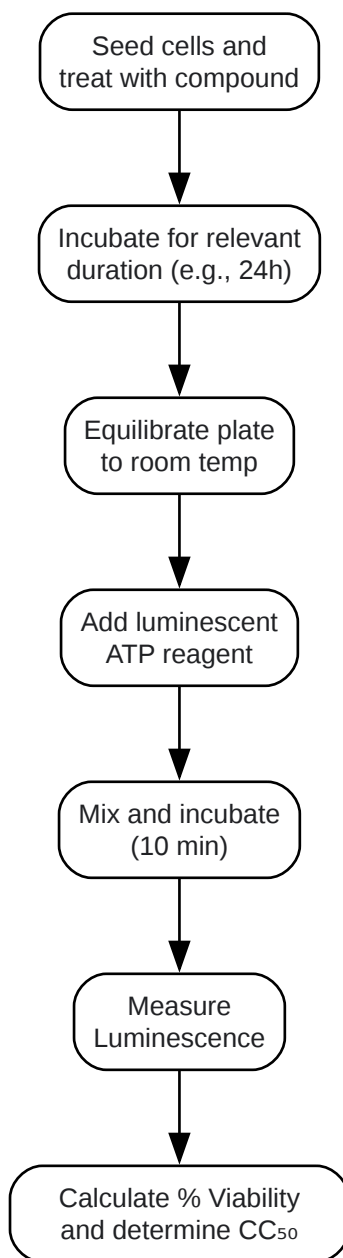 Seed cells and
treat with compound
Incubate for relevant
duration (e.g., 24h)
Equilibrate plate
to room temp
Add luminescent
ATP reagent
Mix and incubate
(10 min)
Measure
Luminescence
Calculate % Viability
and determine CC₅₀